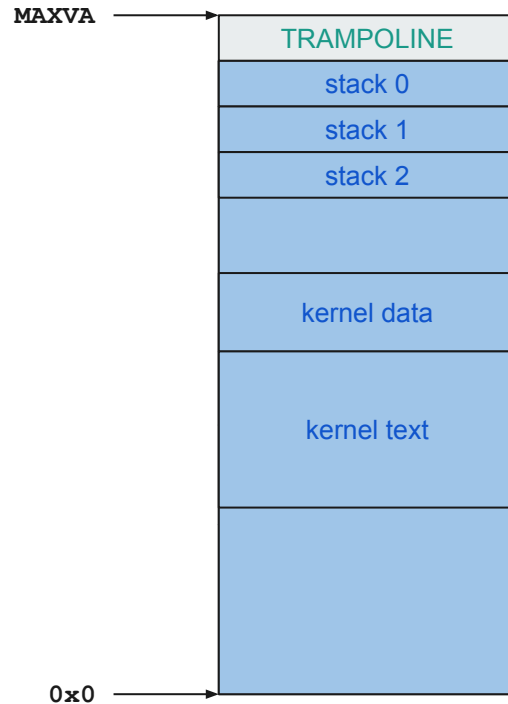 MAXVA
TRAMPOLINE
stack 0
stack 1
stack 2
kernel data
kernel text
0x0